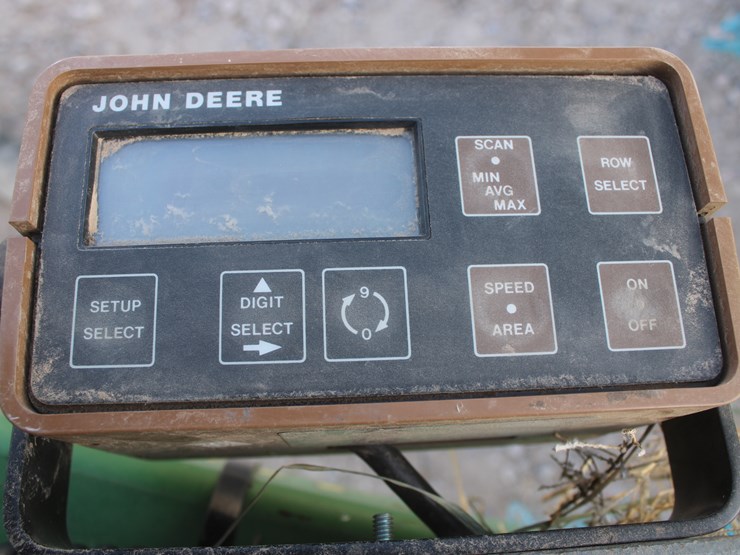 JOHN DEERE
SCAN
MIN
AVG
MAX
ROW
SELECT
SETUP
SELECT
DIGIT
SELECT
9
0
SPEED
AREA
ON
OFF